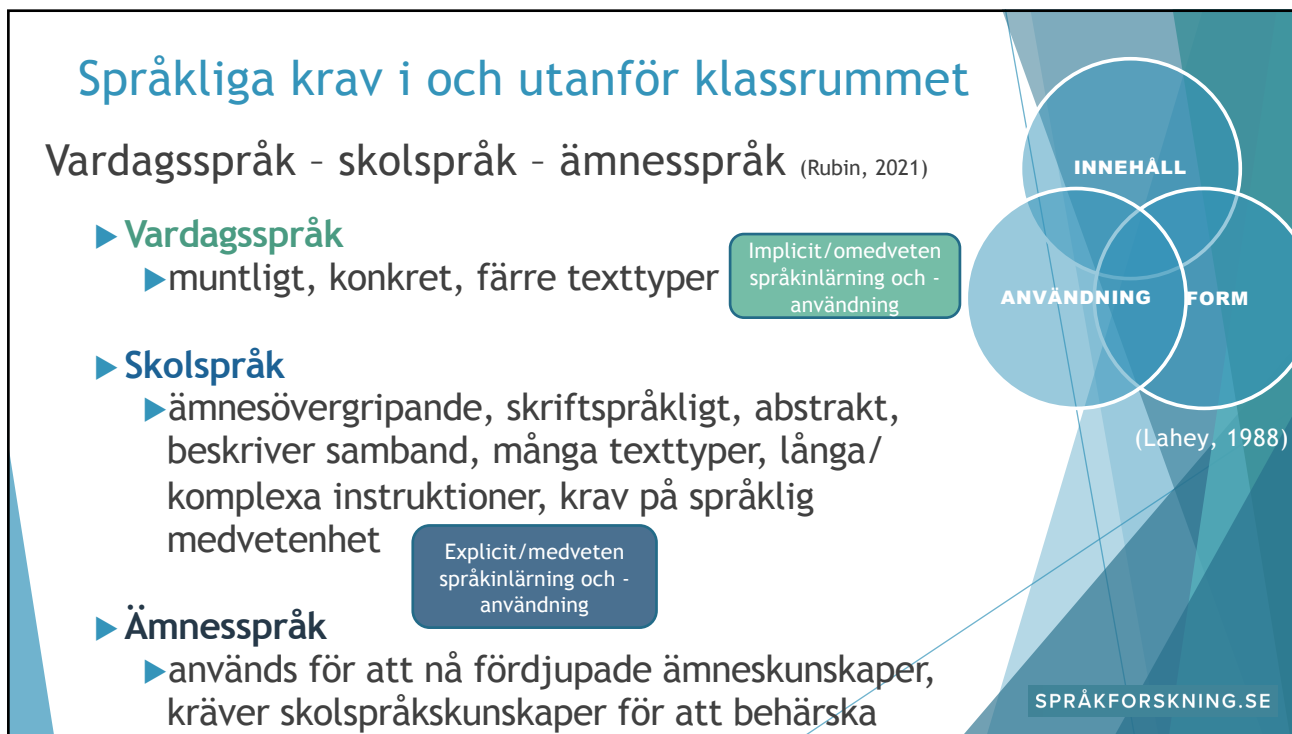 Språkliga krav i och utanför klassrummet
Vardagsspråk – skolspråk – ämnesspråk (Rubin, 2021)
Vardagsspråk
muntligt, konkret, färre texttyper
Implicit/omedveten
språkinlärning och -
användning
Skolspråk
ämnesövergripande, skriftspråkligt, abstrakt,
beskriver samband, många texttyper, långa/
komplexa instruktioner, krav på språklig
medvetenhet
Explicit/medveten
språkinlärning och -
användning
Ämnesspråk
används för att nå fördjupade ämneskunskaper,
kräver skolspråkskunskaper för att behärska
INNEHÅLL
ANVÄNDNING
FORM
(Lahey, 1988)
SPRÅKFORSKNING.SE